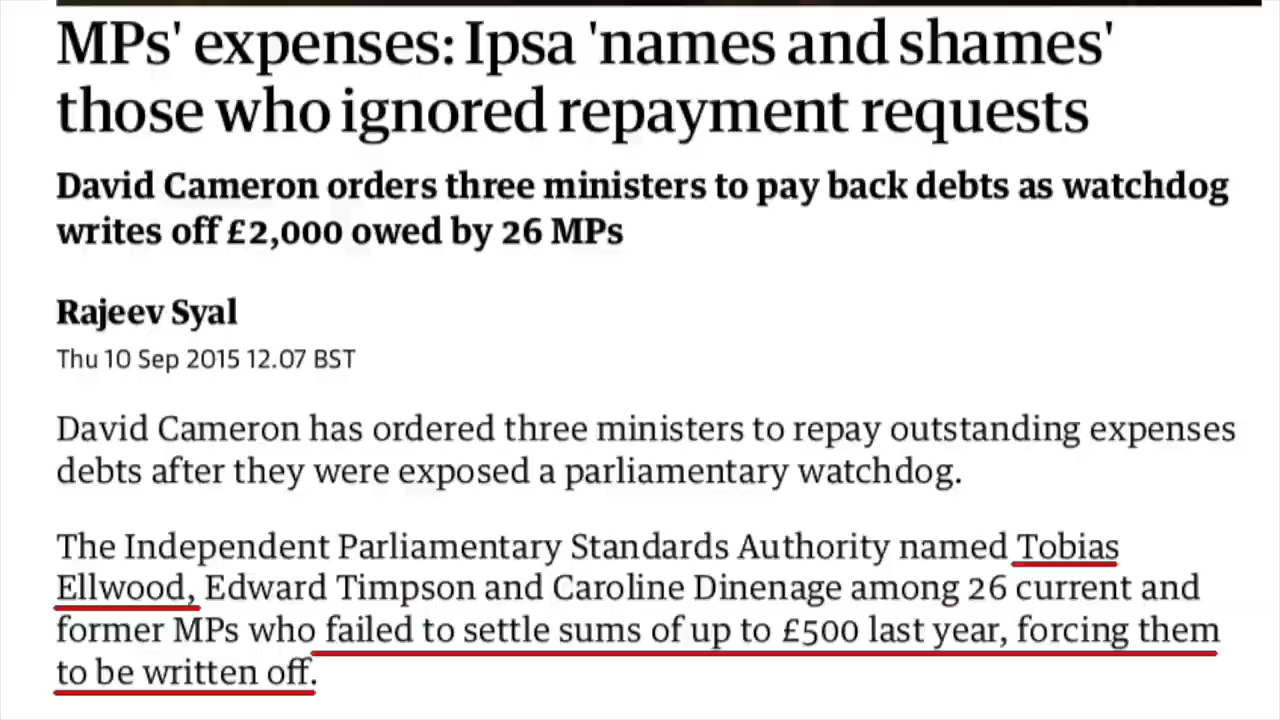 MPs' expenses: Ipsa 'names and shames'
those who ignored repayment requests
David Cameron orders three ministers to pay back debts as watchdog
writes off £2,000 owed by 26 MPs
Rajeev Syal
Thu 10 Sep 2015 12.07 BST
David Cameron has ordered three ministers to repay outstanding expenses
debts after they were exposed a parliamentary watchdog.
The Independent Parliamentary Standards Authority named Tobias
Ellwood, Edward Timpson and Caroline Dinenage among 26 current and
former MPs who failed to settle sums of up to £500 last year, forcing them
to be written off.